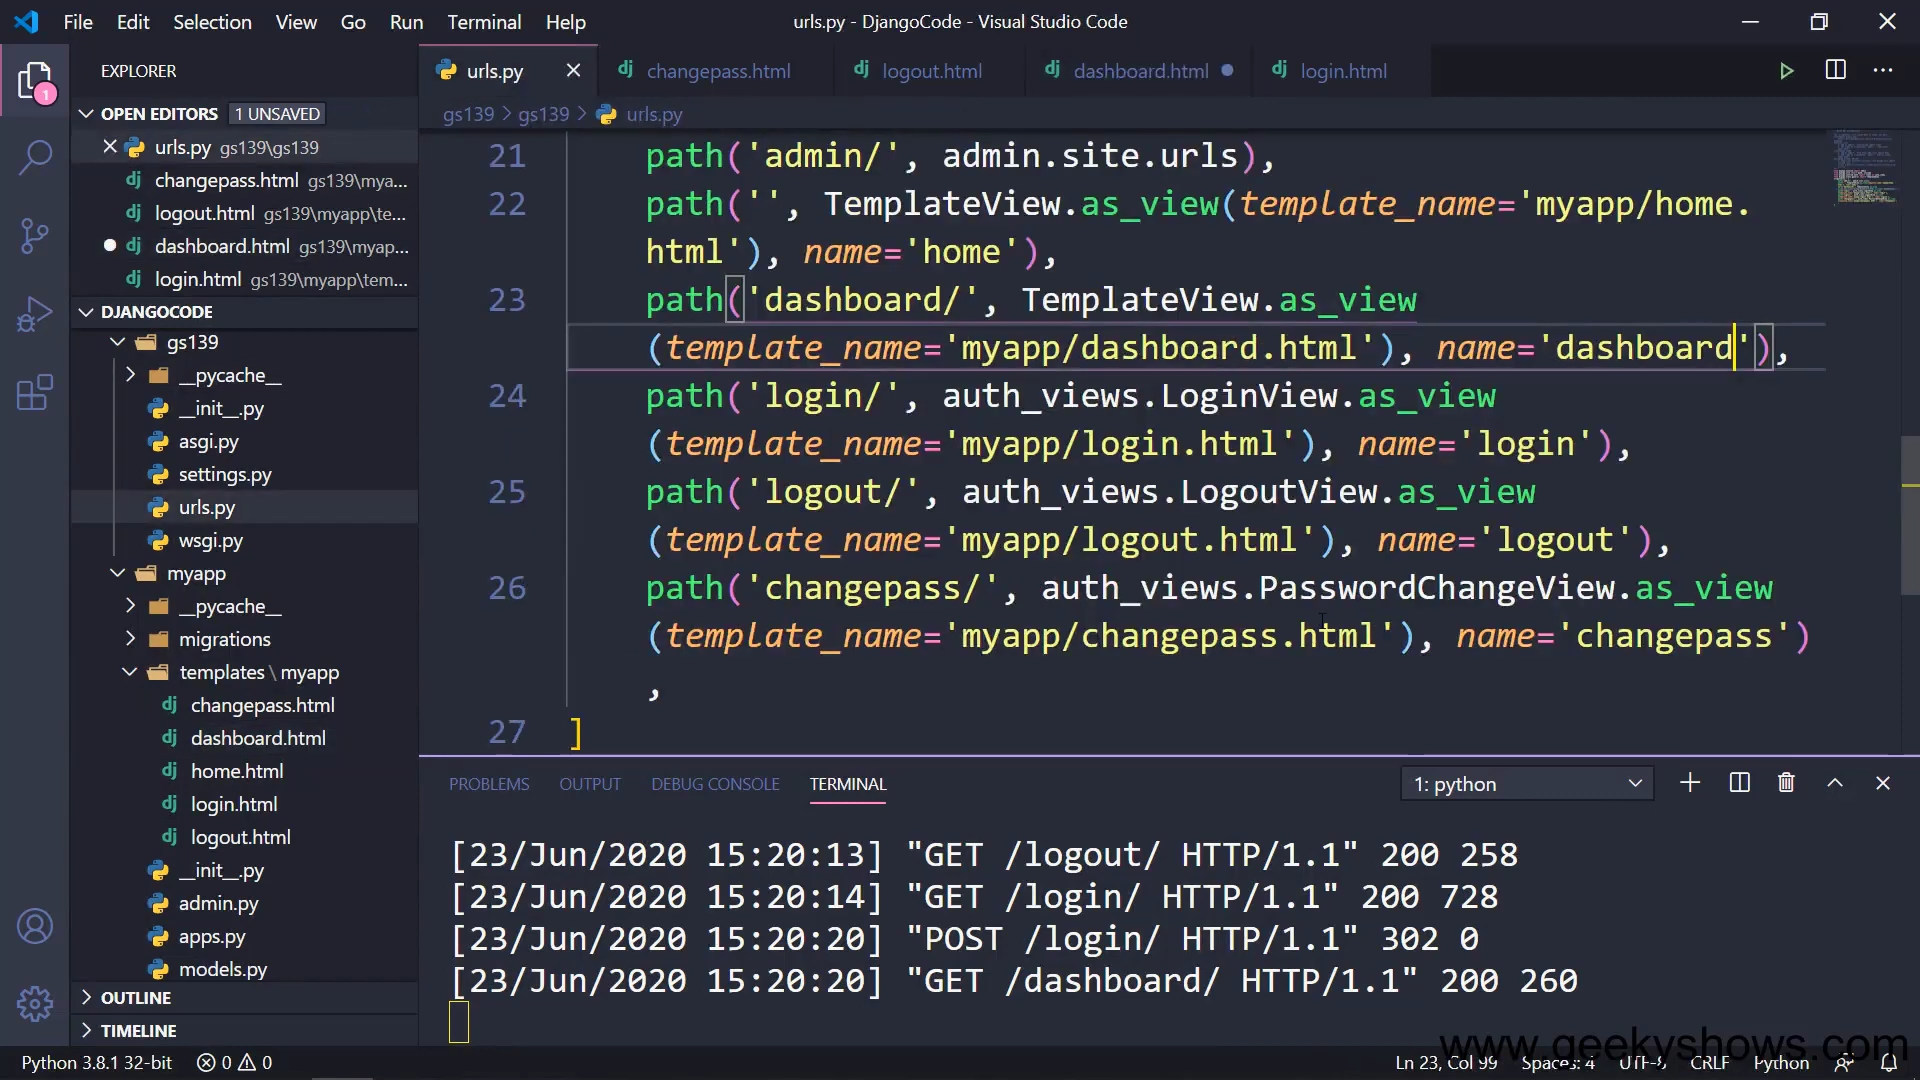 File Edit Selection View Go Run Terminal Help
urls.py - DjangoCode - Visual Studio Code
EXPLORER
1
OPEN EDITORS 1 UNSAVED
urls.py gs139\gs139
changepass.html gs139\mya...
logout.html gs139\myapp\te...
dashboard.html gs139\myap...
login.html gs139\myapp\tem...
DJANGOCODE
gs139
__pycache__
__init__.py
asgi.py
settings.py
urls.py
wsgi.py
myapp
__pycache__
migrations
templates \ myapp
changepass.html
dashboard.html
home.html
login.html
logout.html
__init__.py
admin.py
apps.py
models.py
OUTLINE
TIMELINE
urls.py changepass.html logout.html dashboard.html login.html
gs139 > gs139 > urls.py
21 path('admin/', admin.site.urls),
22 path('', TemplateView.as_view(template_name='myapp/home.
html'), name='home'),
23 path('dashboard/', TemplateView.as_view
(template_name='myapp/dashboard.html'), name='dashboard'),
24 path('login/', auth_views.LoginView.as_view
(template_name='myapp/login.html'), name='login'),
25 path('logout/', auth_views.LogoutView.as_view
(template_name='myapp/logout.html'), name='logout'),
26 path('changepass/', auth_views.PasswordChangeView.as_view
(template_name='myapp/changepass.html'), name='changepass')
,
27 ]
PROBLEMS OUTPUT DEBUG CONSOLE TERMINAL 1: python
[23/Jun/2020 15:20:13] "GET /logout/ HTTP/1.1" 200 258
[23/Jun/2020 15:20:14] "GET /login/ HTTP/1.1" 200 728
[23/Jun/2020 15:20:20] "POST /login/ HTTP/1.1" 302 0
[23/Jun/2020 15:20:20] "GET /dashboard/ HTTP/1.1" 200 260
www.geekyshows.com
Python 3.8.1 32-bit 0 0 Ln 23, Col 99 Spaces: 4 UTF-8 CRLF Python